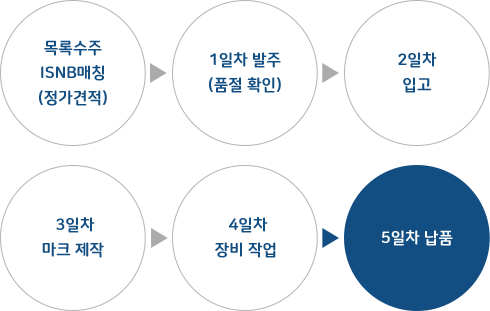 목록수주
ISNB매칭
(정가견적)
1일차 발주
(품절 확인)
2일차
입고
3일차
마크 제작
4일차
장비 작업
5일차 납품